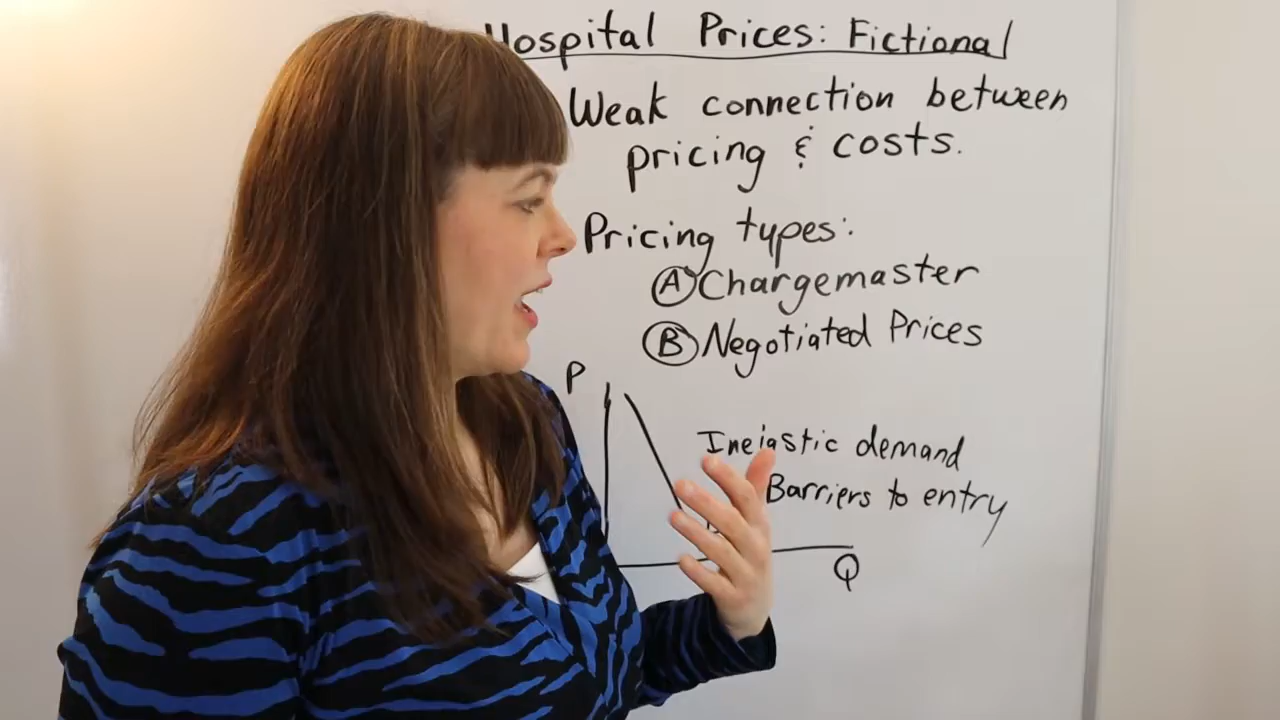 Hospital Prices: Fictional
Weak connection between
pricing & costs.
Pricing types:
A Chargemaster
B Negotiated Prices
P
Inelastic demand
Barriers to entry
Q